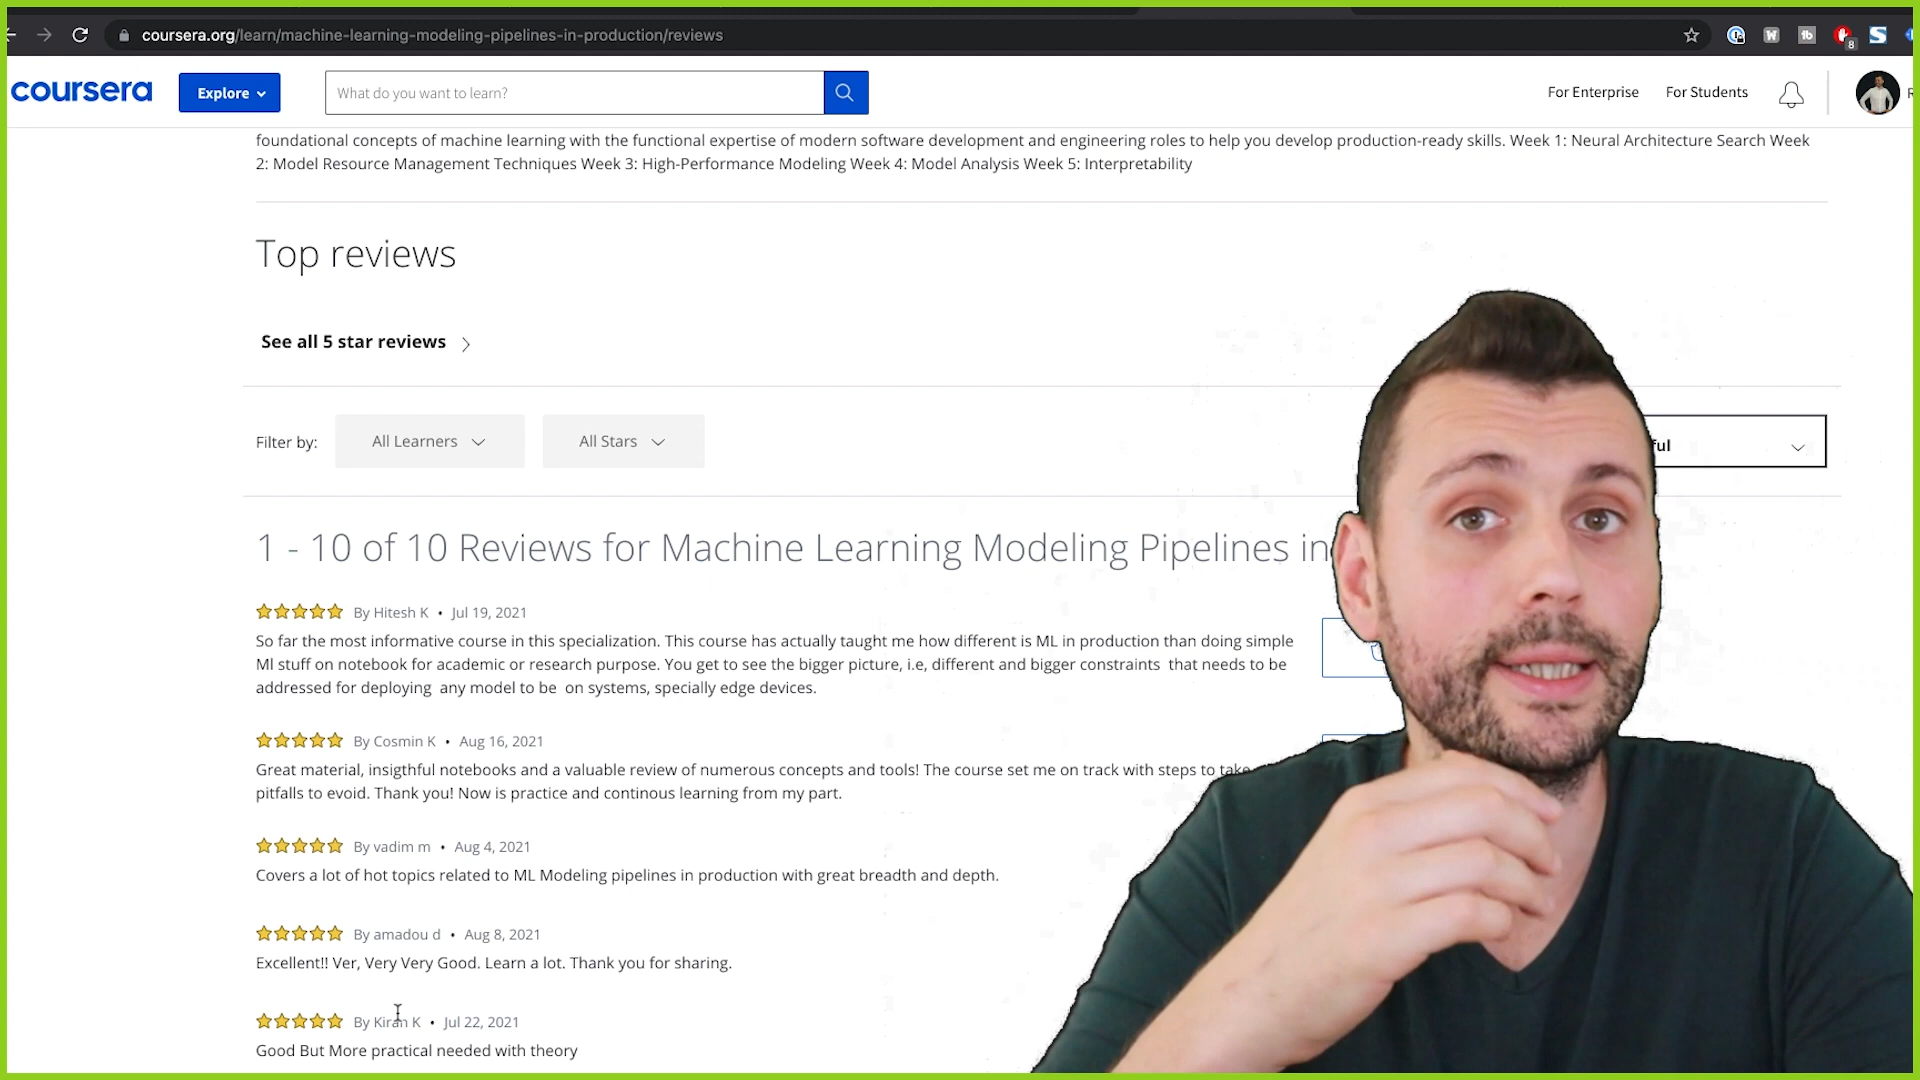 coursera.org/learn/machine-learning-modeling-pipelines-in-production/reviews
W
tb
8
S
coursera
Explore
What do you want to learn?
For Enterprise
For Students
foundational concepts of machine learning with the functional expertise of modern software development and engineering roles to help you develop production-ready skills. Week 1: Neural Architecture Search Week
2: Model Resource Management Techniques Week 3: High-Performance Modeling Week 4: Model Analysis Week 5: Interpretability
Top reviews
See all 5 star reviews
Filter by:
All Learners
All Stars
ful
1 - 10 of 10 Reviews for Machine Learning Modeling Pipelines in
By Hitesh K • Jul 19, 2021
So far the most informative course in this specialization. This course has actually taught me how different is ML in production than doing simple
Ml stuff on notebook for academic or research purpose. You get to see the bigger picture, i.e, different and bigger constraints that needs to be
addressed for deploying any model to be on systems, specially edge devices.
By Cosmin K • Aug 16, 2021
Great material, insigthful notebooks and a valuable review of numerous concepts and tools! The course set me on track with steps to take
pitfalls to evoid. Thank you! Now is practice and continous learning from my part.
By vadim m • Aug 4, 2021
Covers a lot of hot topics related to ML Modeling pipelines in production with great breadth and depth.
By amadou d • Aug 8, 2021
Excellent!! Ver, Very Very Good. Learn a lot. Thank you for sharing.
By Kiran K • Jul 22, 2021
Good But More practical needed with theory